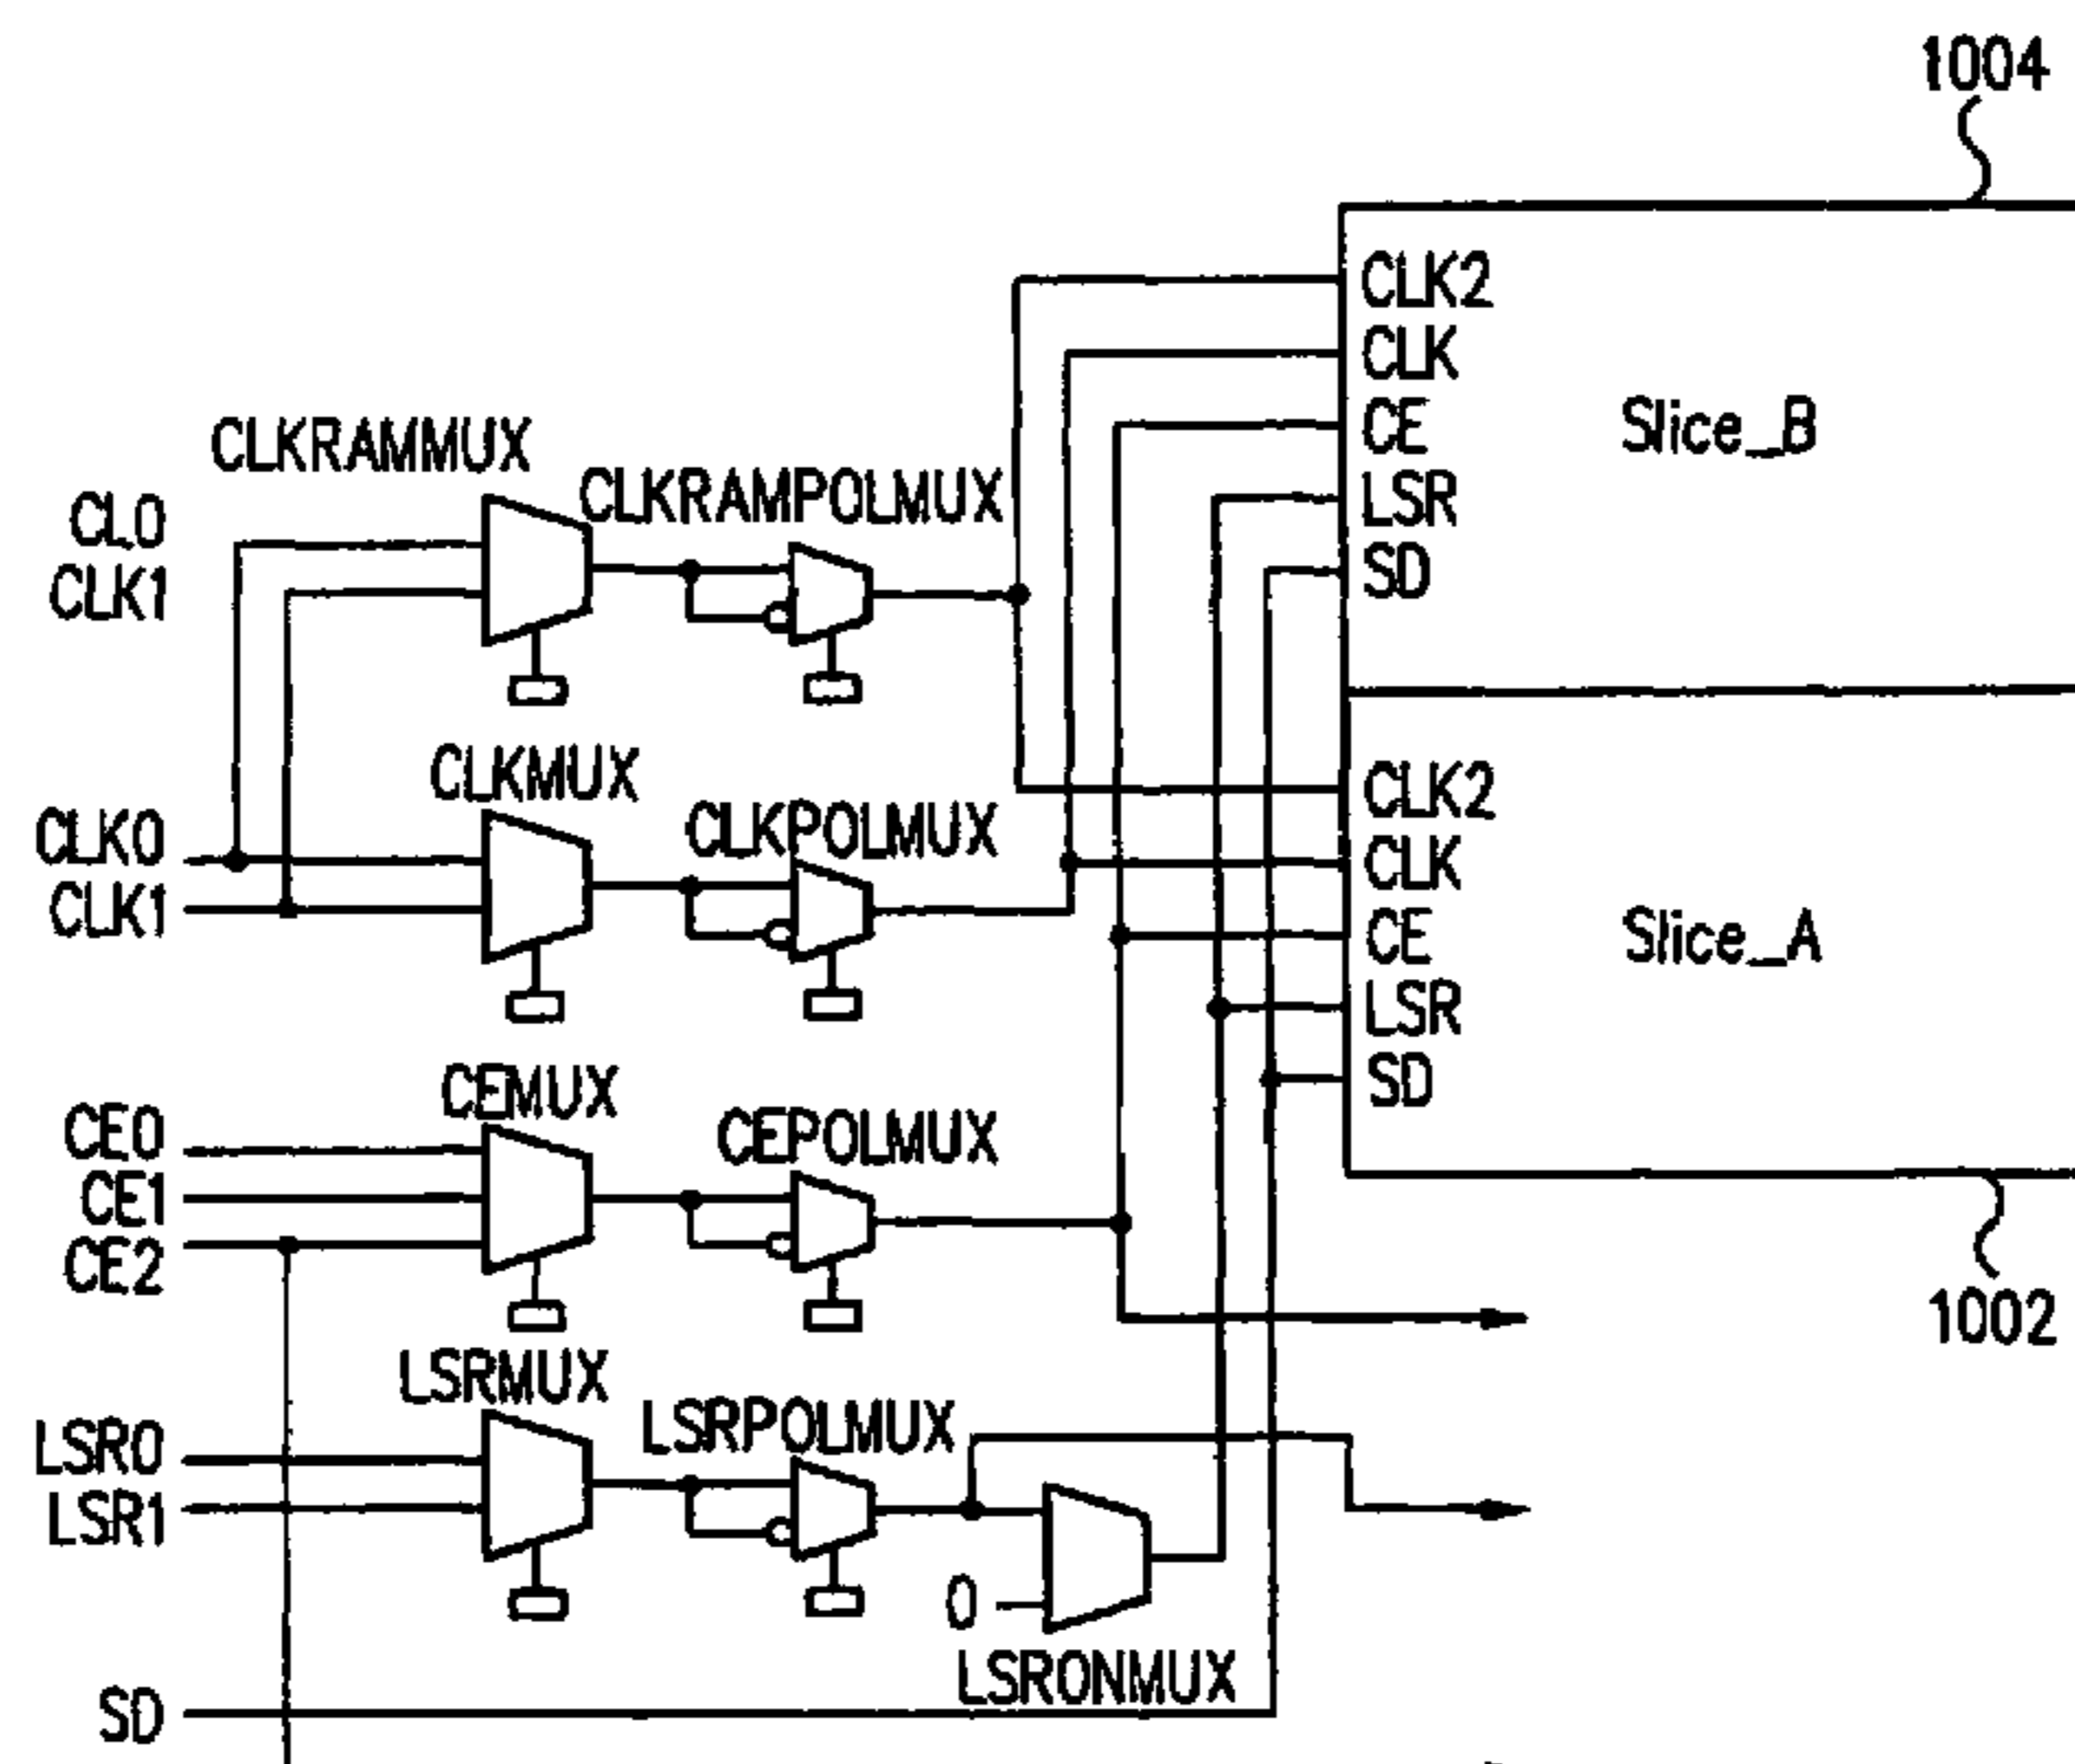 1004
CLK2
CLK
CE
LSR
SD
Slice_B
CLKRAMMUX
CLKRAMPOLMUX
CL0
CLK1
CLKMUX
CLKPOLMUX
CLK0
CLK1
CLK2
CLK
CE
LSR
SD
Slice_A
1002
CEMUX
CEPOLMUX
CE0
CE1
CE2
LSRMUX
LSRPOLMUX
LSR0
LSR1
0
LSRONMUX
SD